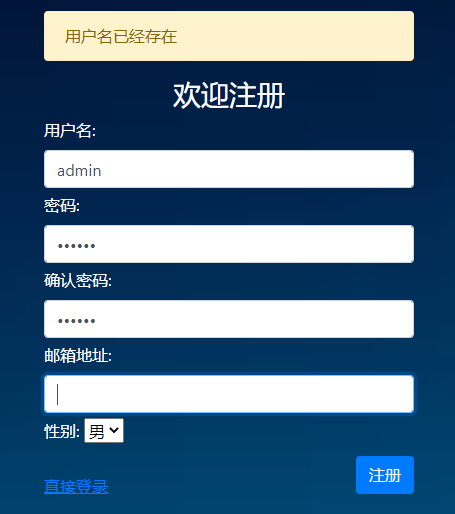 用户名已经存在
欢迎注册
用户名:
admin
密码:
••••••
确认密码:
••••••
邮箱地址:
性别: 男
直接登录
注册